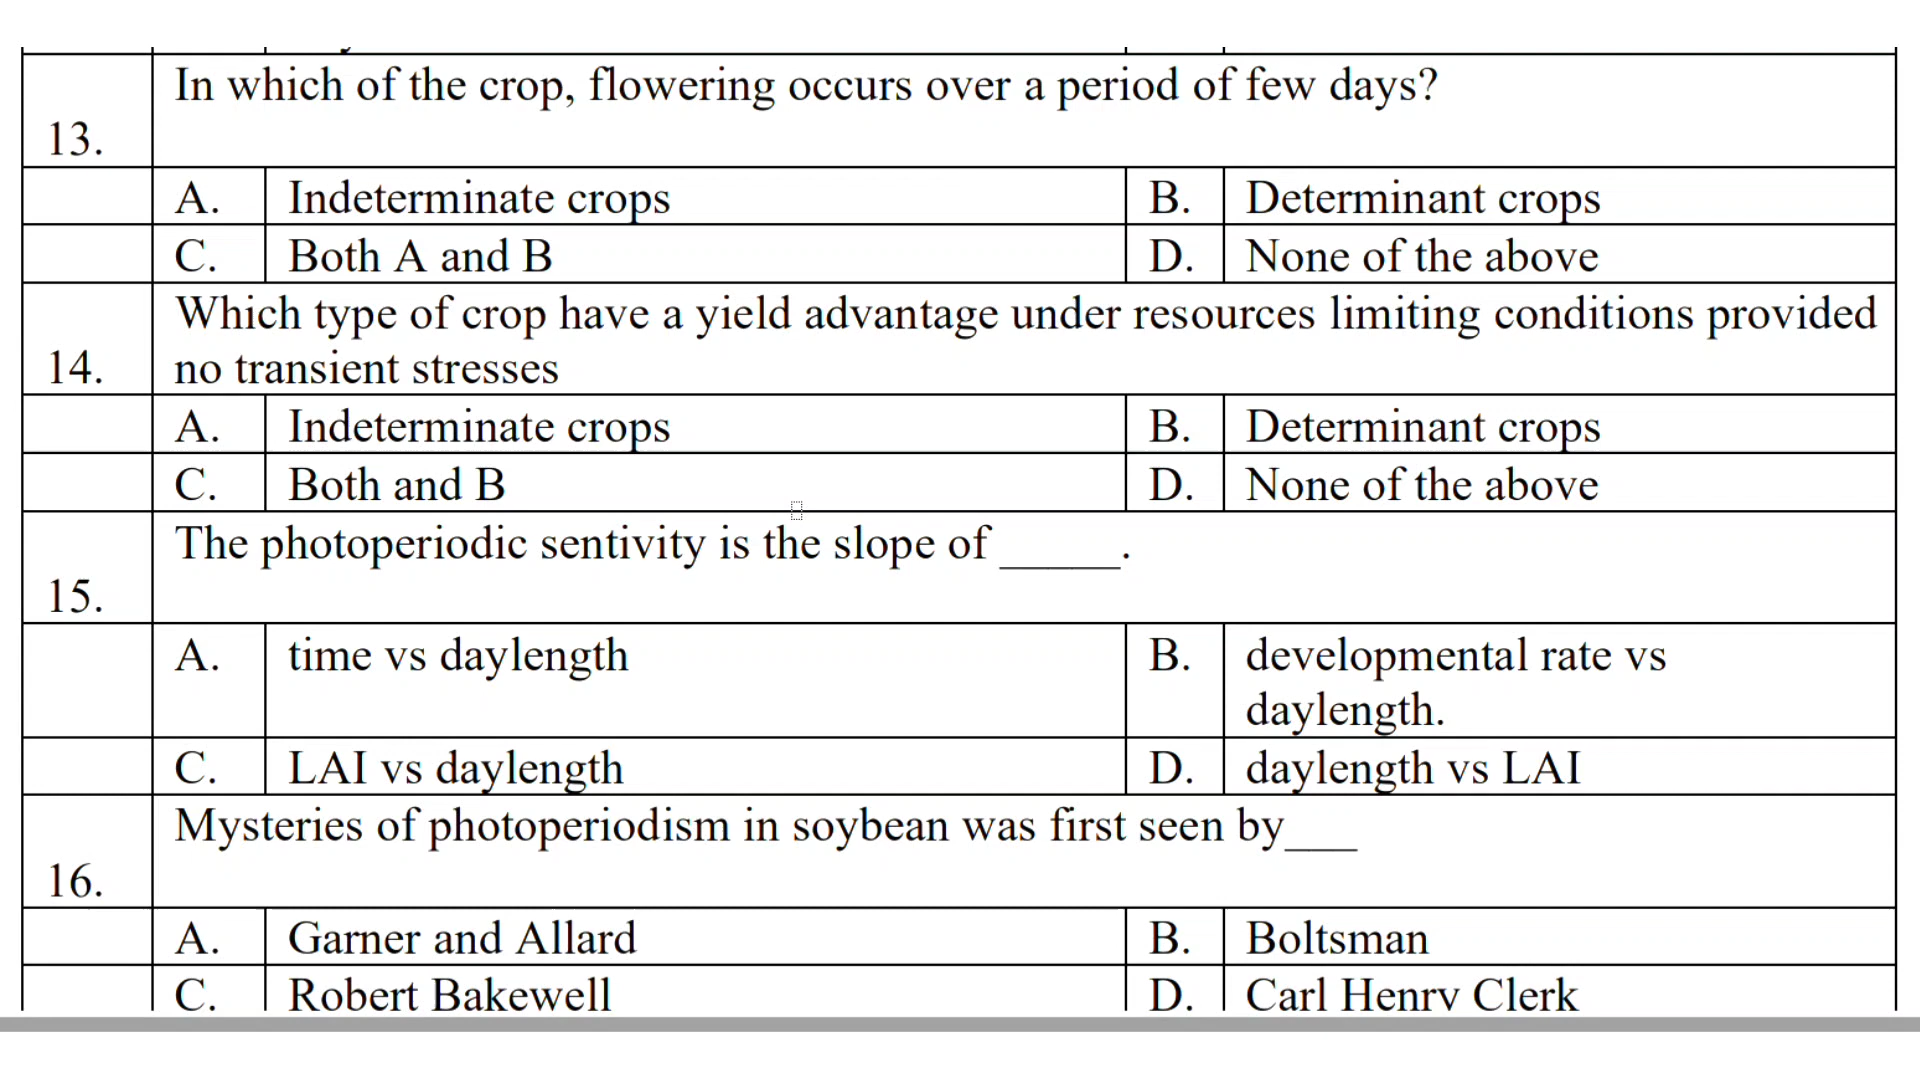 In which of the crop, flowering occurs over a period of few days?
13.
A. Indeterminate crops B. Determinant crops
C. Both A and B D. None of the above
Which type of crop have a yield advantage under resources limiting conditions provided
14. no transient stresses
A. Indeterminate crops B. Determinant crops
C. Both and B D. None of the above
The photoperiodic sentivity is the slope of _____.
15.
A. time vs daylength B. developmental rate vs
daylength.
C. LAI vs daylength D. daylength vs LAI
Mysteries of photoperiodism in soybean was first seen by___
16.
A. Garner and Allard B. Boltsman
C. Robert Bakewell D. Carl Henry Clerk